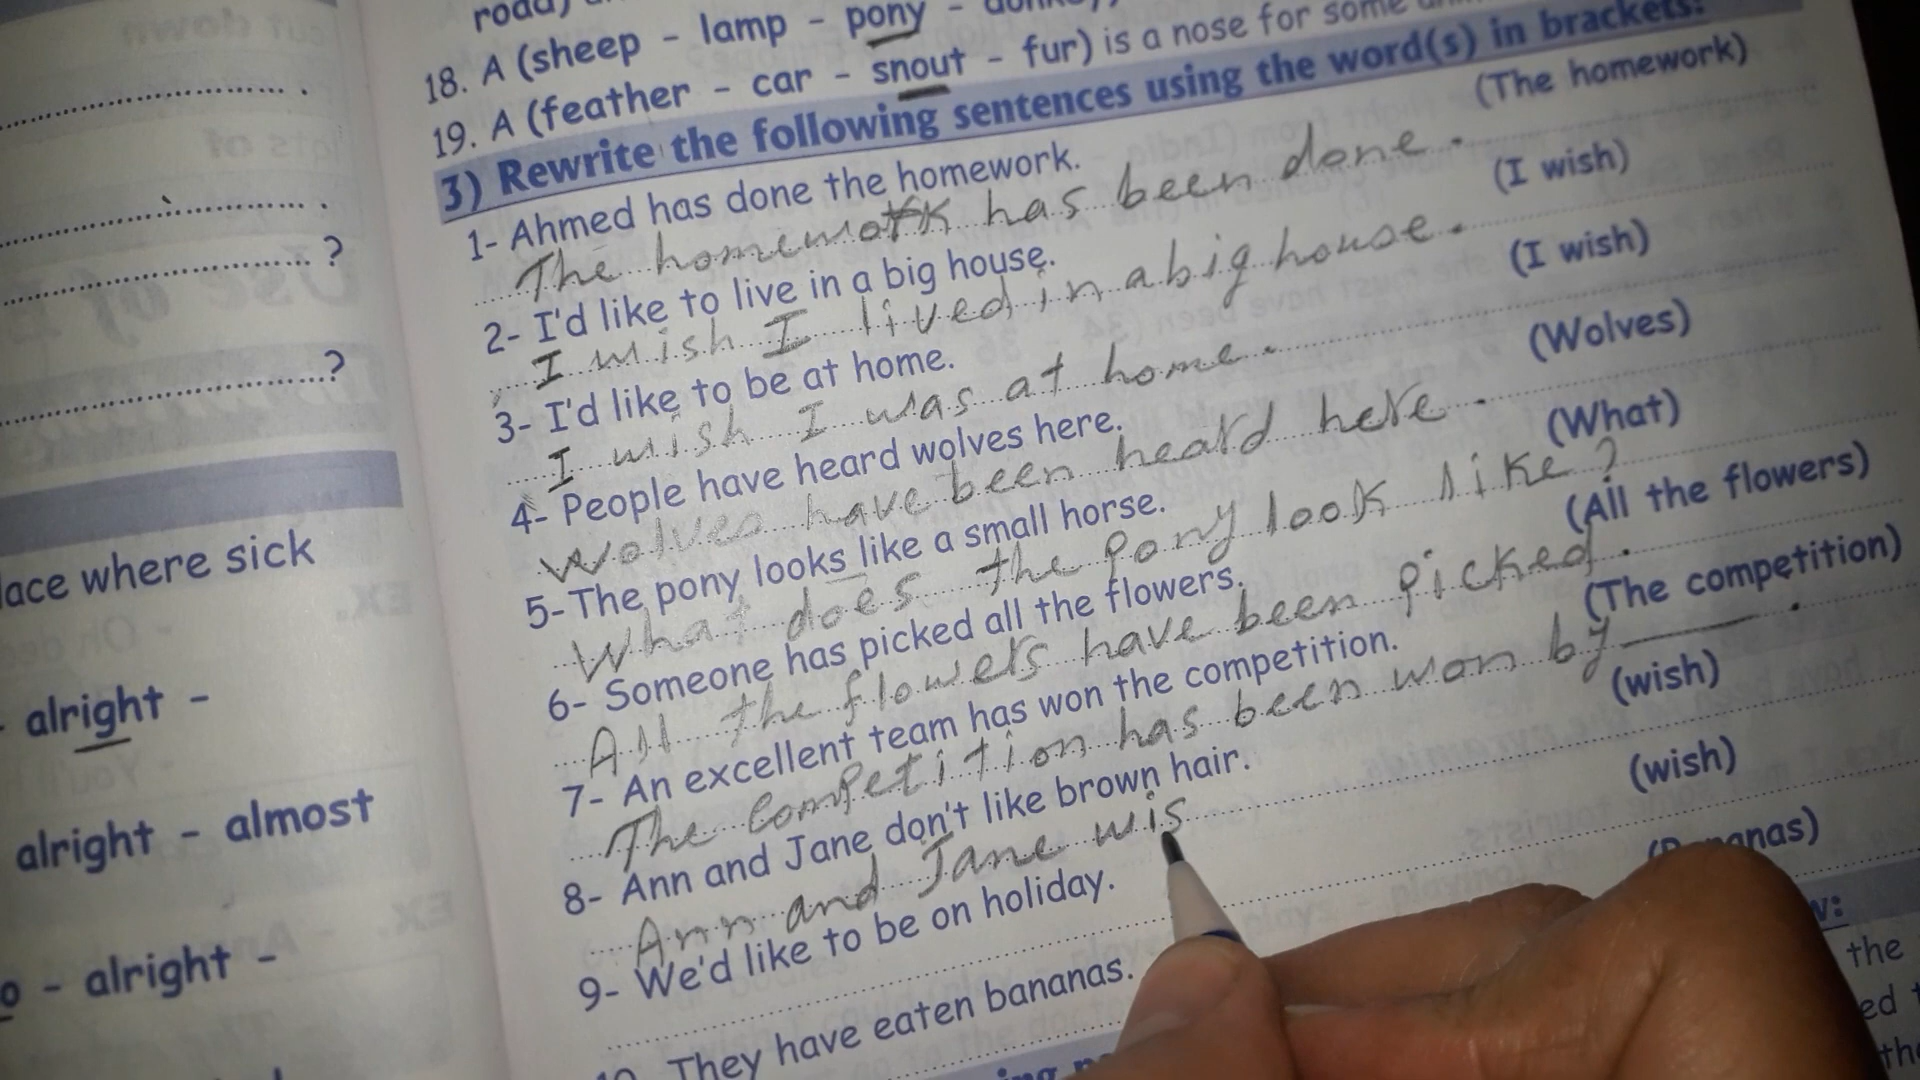 cut down
lots of
?
?
lace where sick
- alright -
alright - almost
o - alright -
road)
18. A (sheep - lamp - pony -
19. A (feather - car - snout - fur) is a nose for some
3) Rewrite the following sentences using the word(s) in brackets:
1- Ahmed has done the homework. (The homework)
The homework has been done.
2- I'd like to live in a big house. (I wish)
I wish I lived in a big house.
3- I'd like to be at home. (I wish)
I wish I was at home.
4- People have heard wolves here. (Wolves)
Wolves have been heard here.
5- The pony looks like a small horse. (What)
What does the pony look like?
6- Someone has picked all the flowers. (All the flowers)
All the flowers have been picked.
7- An excellent team has won the competition. (The competition)
The competition has been won by ______.
8- Ann and Jane don't like brown hair. (wish)
Ann and Jane wis
9- We'd like to be on holiday. (wish)
They have eaten bananas.
the
ed